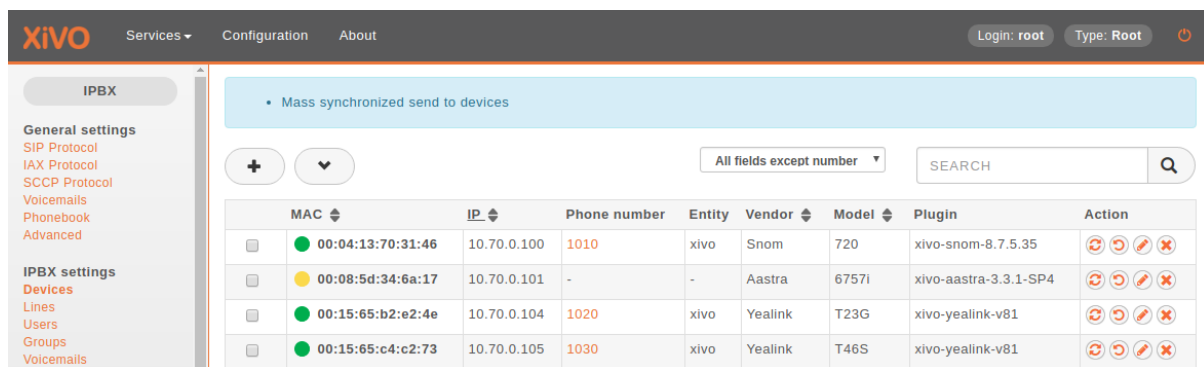 XiVO Services Configuration About Login: root Type: Root
IPBX
General settings
SIP Protocol
IAX Protocol
SCCP Protocol
Voicemails
Phonebook
Advanced
IPBX settings
Devices
Lines
Users
Groups
Voicemails
Mass synchronized send to devices
All fields except number SEARCH
MAC IP Phone number Entity Vendor Model Plugin Action
00:04:13:70:31:46 10.70.0.100 1010 xivo Snom 720 xivo-snom-8.7.5.35
00:08:5d:34:6a:17 10.70.0.101 - - Aastra 6757i xivo-aastra-3.3.1-SP4
00:15:65:b2:e2:4e 10.70.0.104 1020 xivo Yealink T23G xivo-yealink-v81
00:15:65:c4:c2:73 10.70.0.105 1030 xivo Yealink T46S xivo-yealink-v81